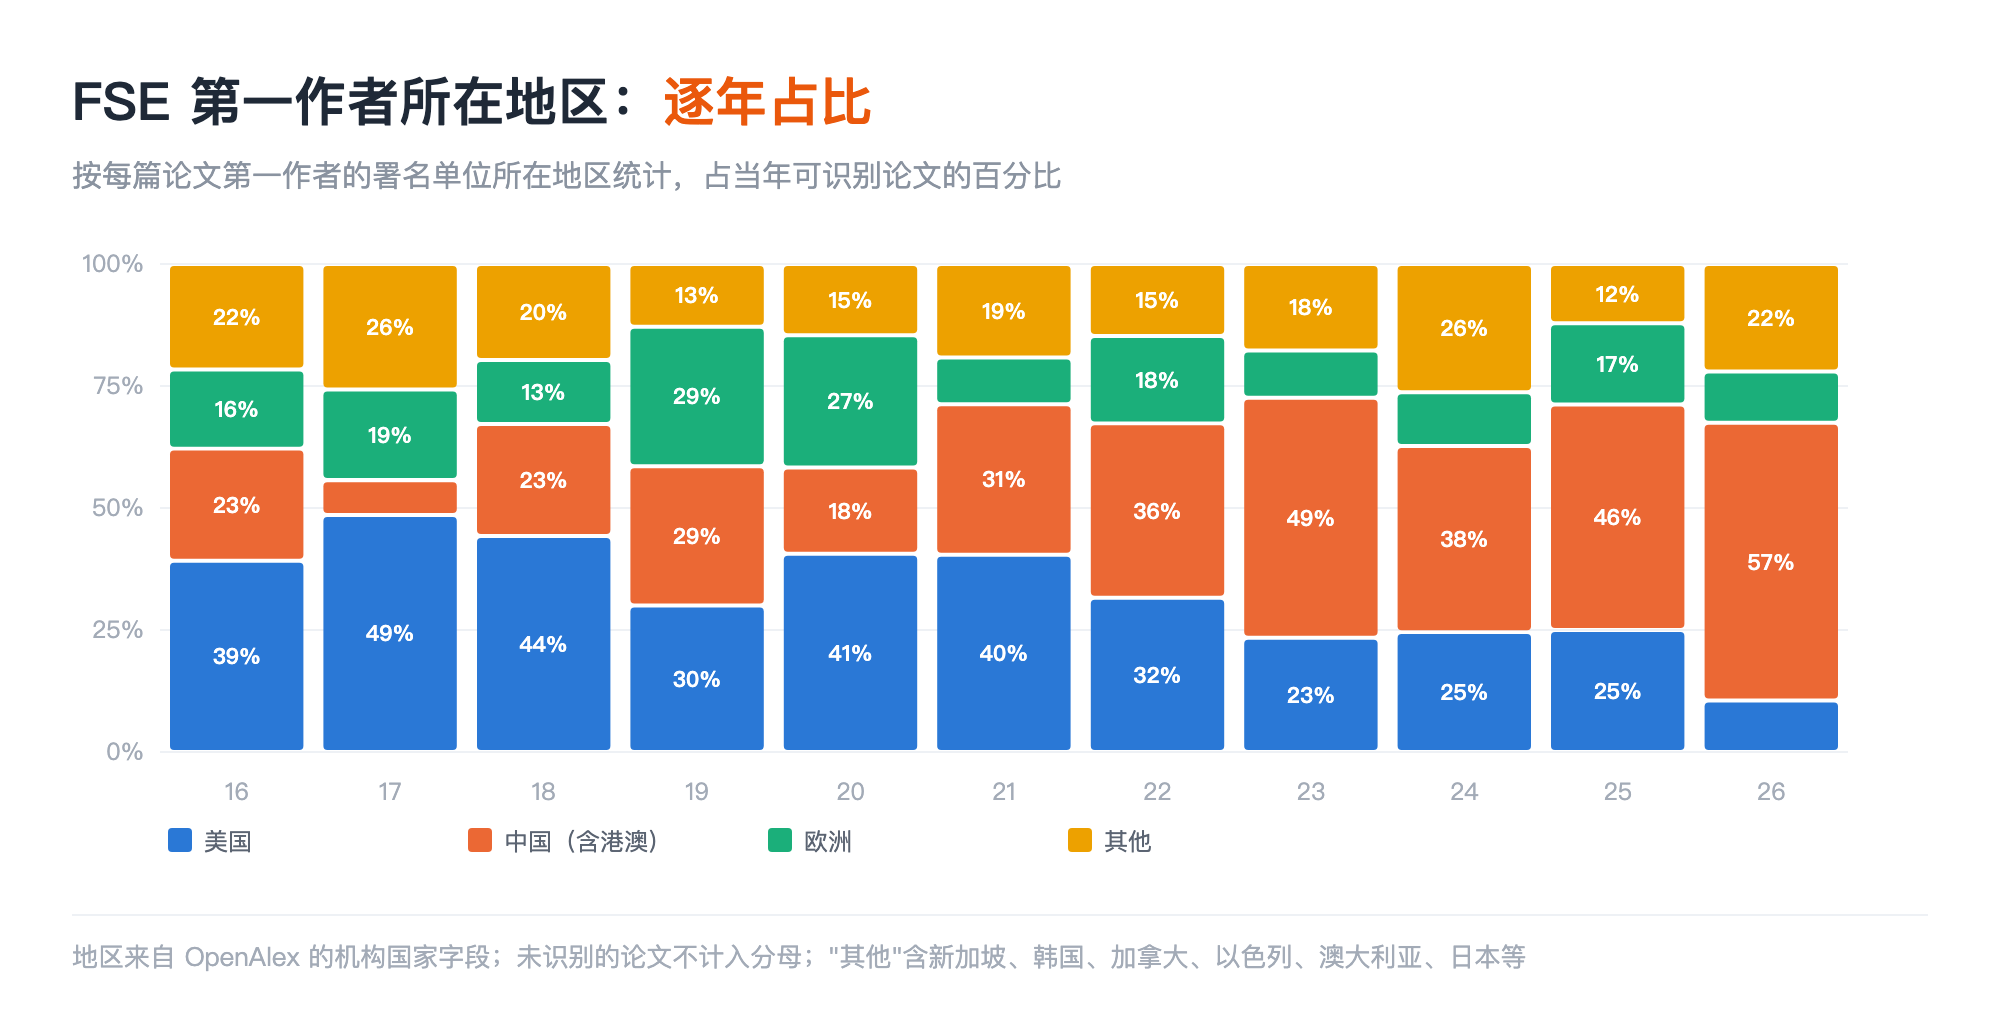 FSE 第一作者所在地区：逐年占比
按每篇论文第一作者的署名单位所在地区统计，占当年可识别论文的百分比
100%
75%
50%
25%
0%
22% 26% 20% 13% 15% 19% 15% 18% 26% 12% 22%
16% 19% 13% 29% 27% 18% 17%
23% 23% 29% 18% 31% 36% 49% 38% 46% 57%
39% 49% 44% 30% 41% 40% 32% 23% 25% 25%
16 17 18 19 20 21 22 23 24 25 26
美国 中国（含港澳） 欧洲 其他
地区来自 OpenAlex 的机构国家字段；未识别的论文不计入分母；"其他"含新加坡、韩国、加拿大、以色列、澳大利亚、日本等